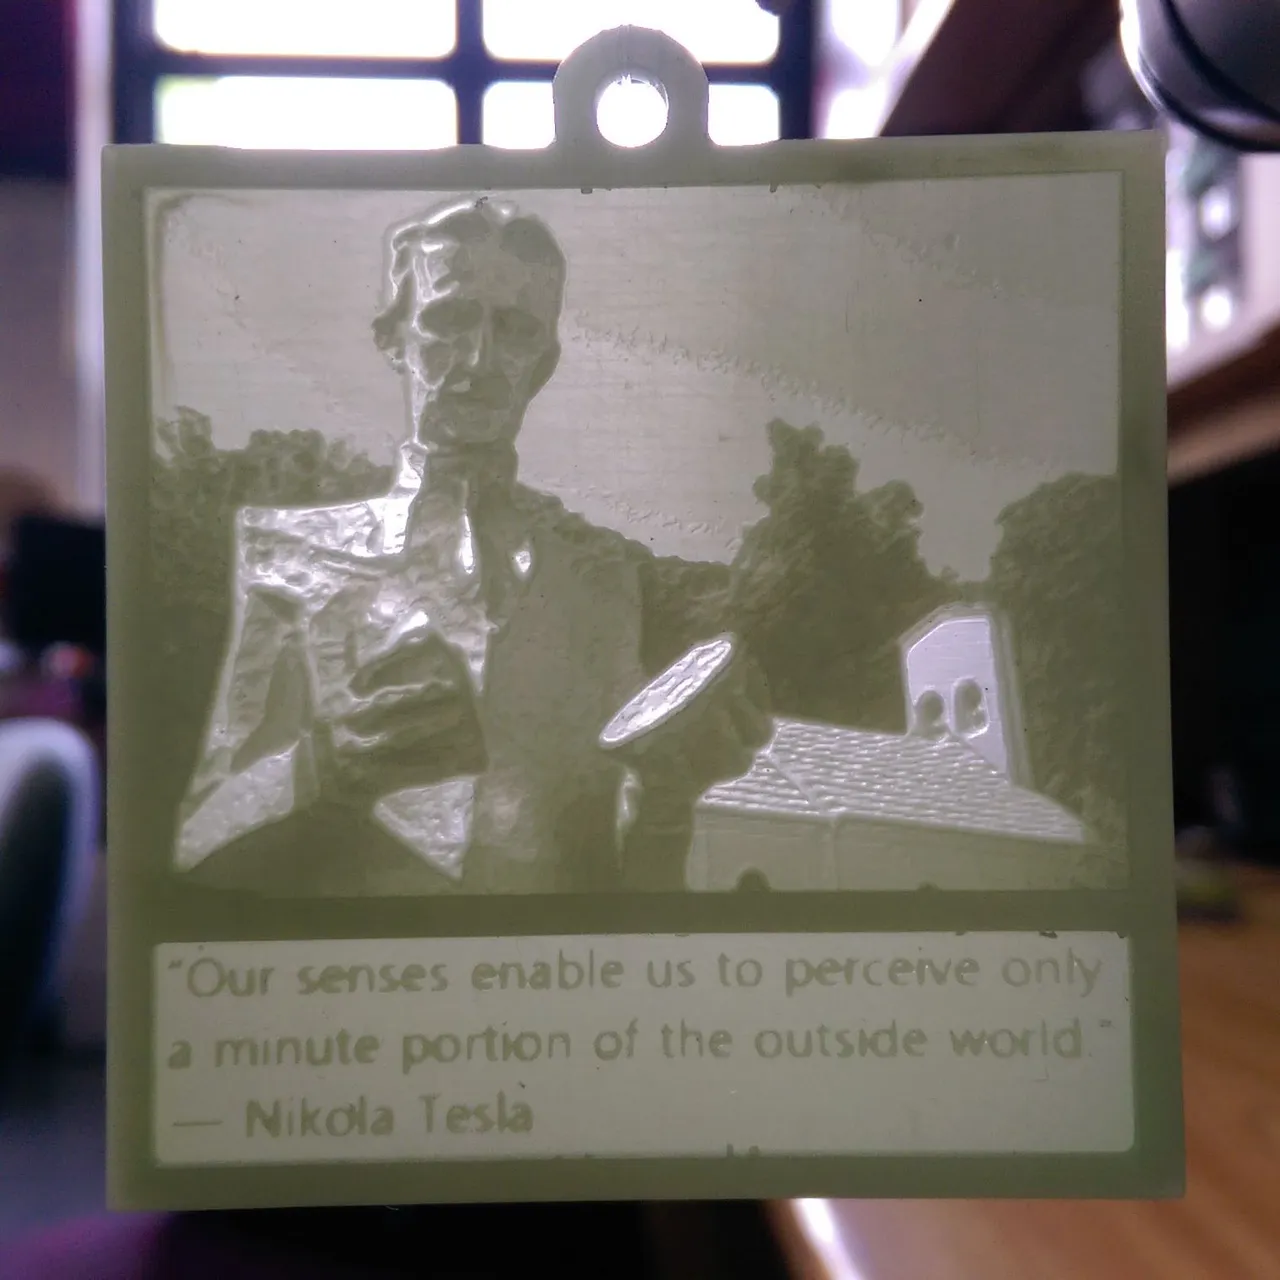 “Our senses enable us to perceive only
a minute portion of the outside world.”
— Nikola Tesla